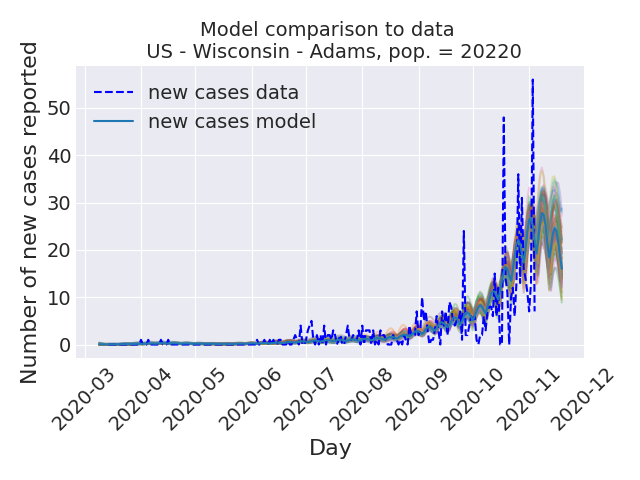 Model comparison to data
US - Wisconsin - Adams, pop. = 20220
Number of new cases reported
50
40
30
20
10
0
new cases data
new cases model
2020-03
2020-04
2020-05
2020-06
2020-07
2020-08
2020-09
2020-10
2020-11
2020-12
Day